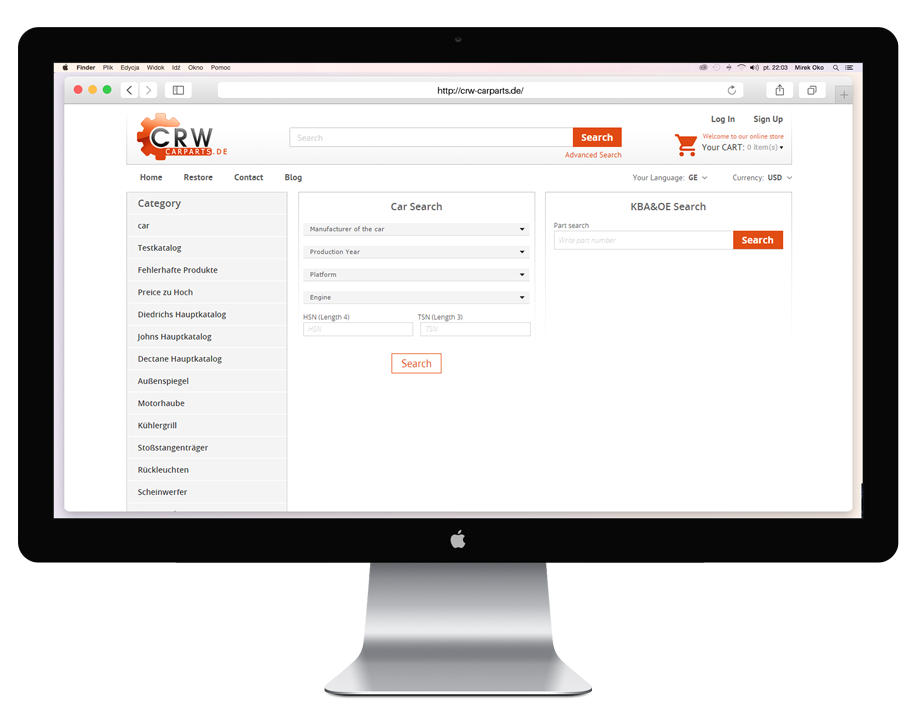 Finder Plik Edycja Widok Idź Okno Pomoc
pt. 22:03 Mirek Oko
http://crw-carparts.de/
Log In Sign Up
CRW
CARPARTS.DE
Search
Search
Advanced Search
Welcome to our online store
Your CART: 0 item(s)
Home Restore Contact Blog
Your Language: GE
Currency: USD
Category
car
Testkatalog
Fehlerhafte Produkte
Preice zu Hoch
Diedrichs Hauptkatalog
Johns Hauptkatalog
Dectane Hauptkatalog
Außenspiegel
Motorhaube
Kühlergrill
Stoßstangenträger
Rückleuchten
Scheinwerfer
Car Search
Manufacturer of the car
Production Year
Platform
Engine
HSN (Length 4) TSN (Length 3)
HSN TSN
Search
KBA&OE Search
Part search
Write part number
Search